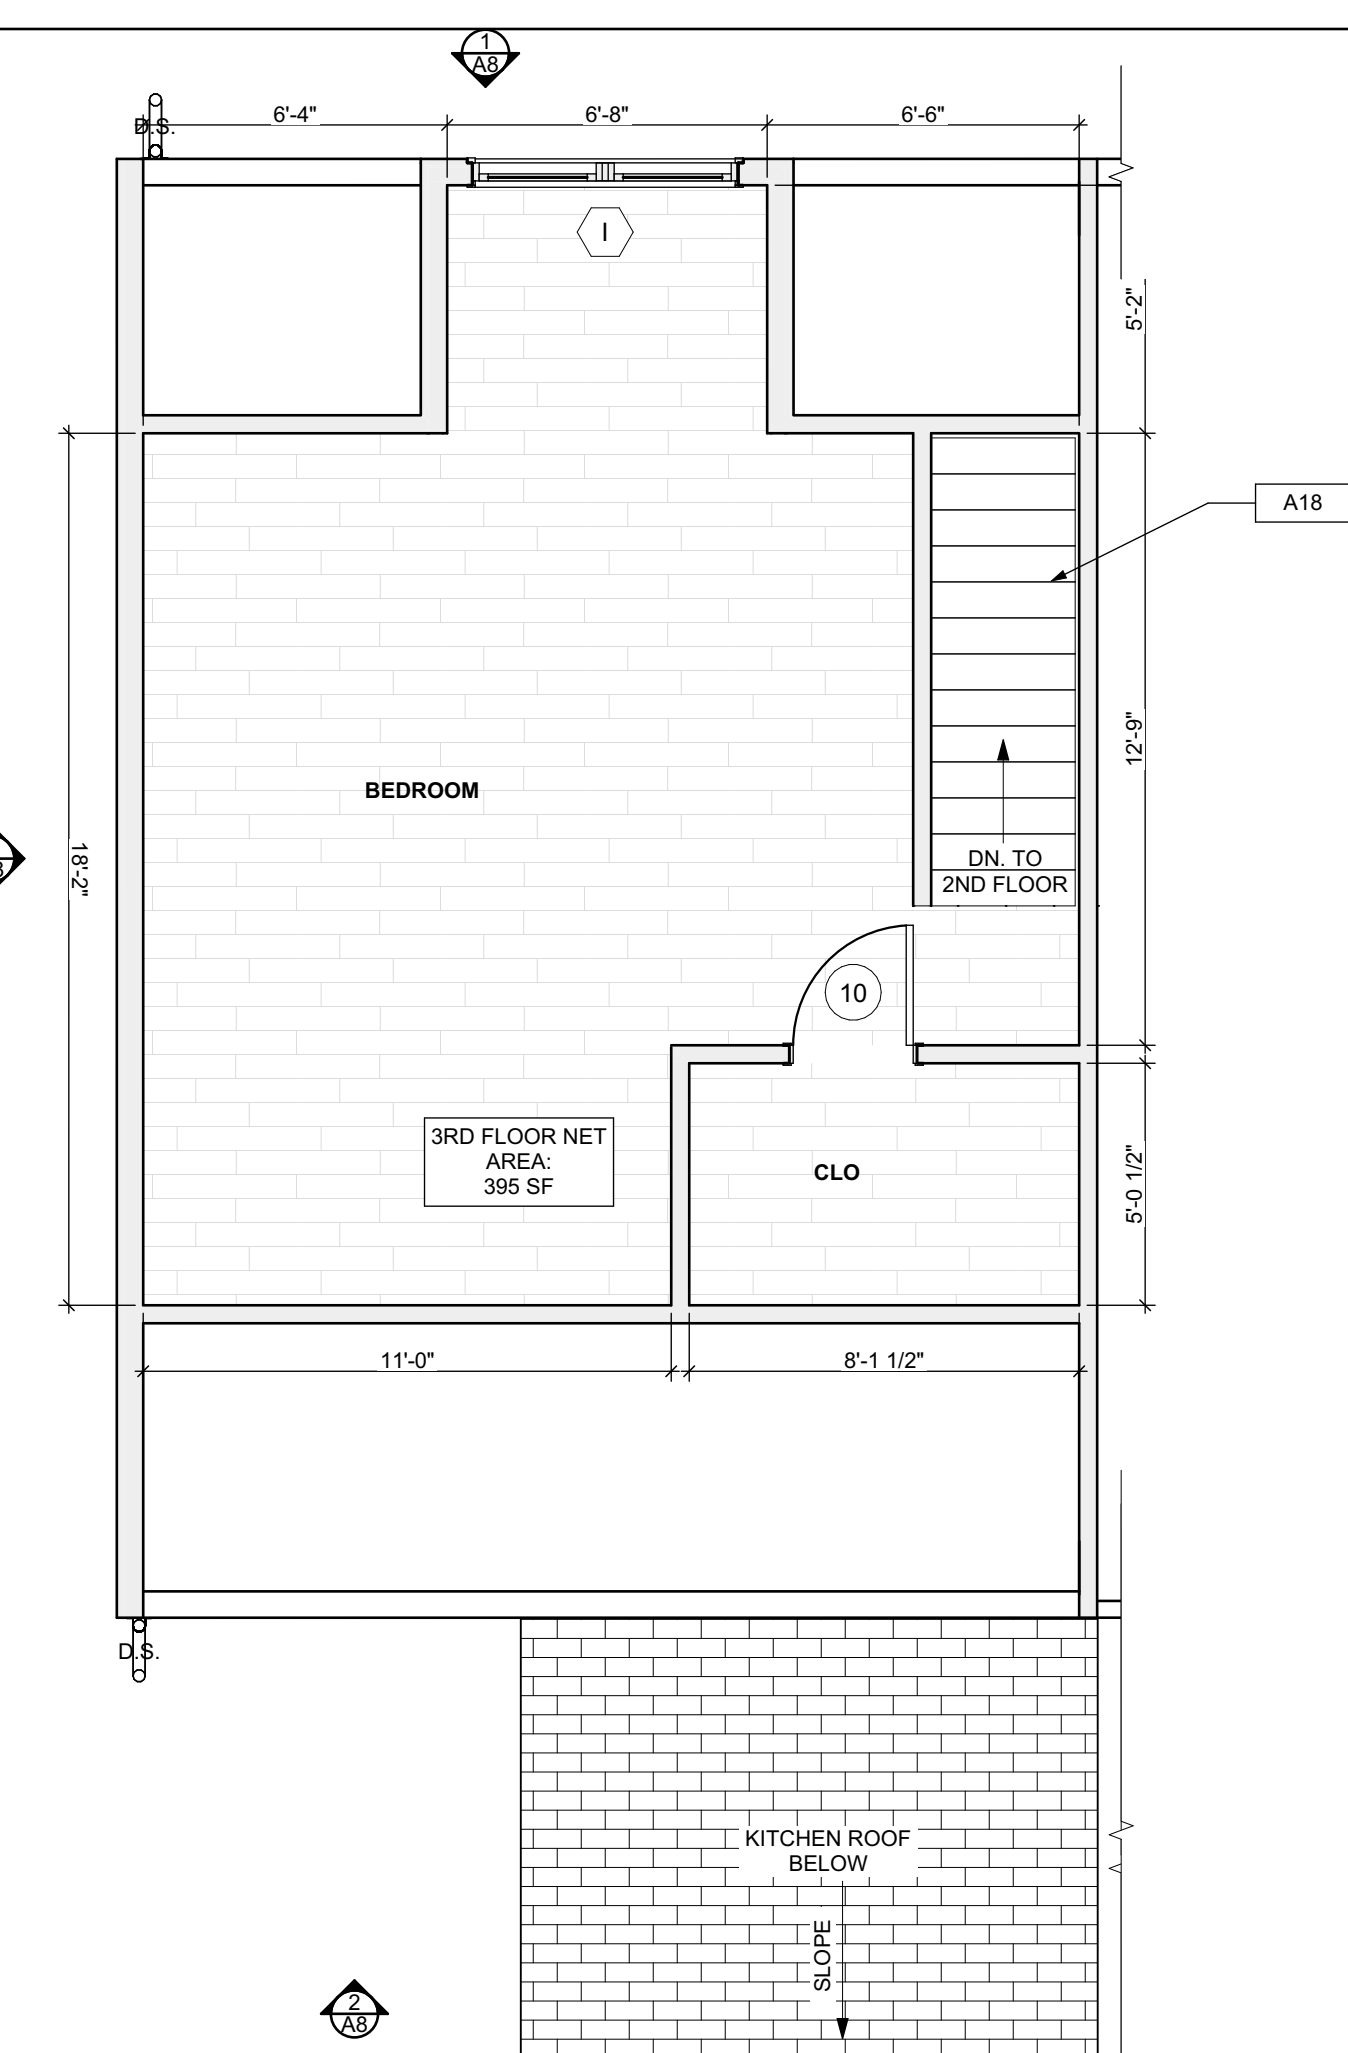 1
A8
6'-4"
6'-8"
6'-6"
D.S.
I
5'-2"
A18
12'-9"
BEDROOM
18'-2"
DN. TO
2ND FLOOR
10
3RD FLOOR NET
AREA:
395 SF
CLO
5'-0 1/2"
11'-0"
8'-1 1/2"
D.S.
KITCHEN ROOF
BELOW
SLOPE
2
A8